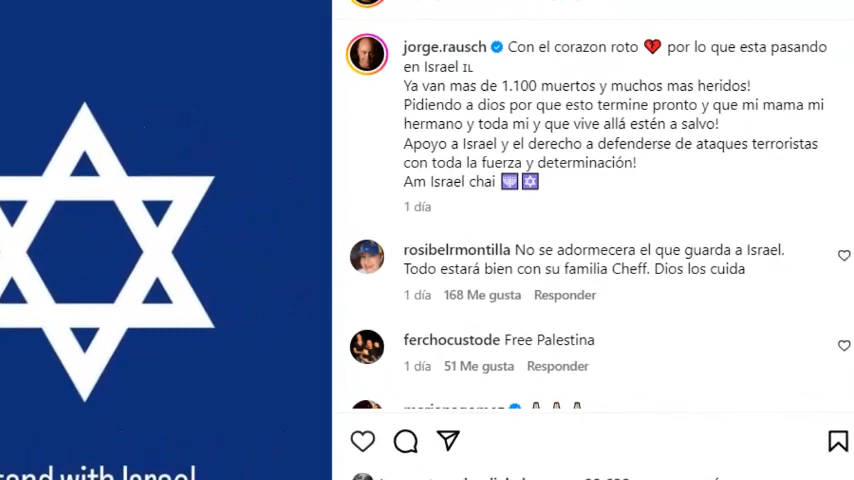 jorge.rausch Con el corazon roto 💔 por lo que esta pasando
en Israel IL
Ya van mas de 1.100 muertos y muchos mas heridos!
Pidiendo a dios por que esto termine pronto y que mi mama mi
hermano y toda mi y que vive allá estén a salvo!
Apoyo a Israel y el derecho a defenderse de ataques terroristas
con toda la fuerza y determinación!
Am Israel chai 🕎🔯
1 día
rosibelrmontilla No se adormecera el que guarda a Israel.
Todo estará bien con su familia Cheff. Dios los cuida
1 día 168 Me gusta Responder
ferchocustode Free Palestina
1 día 51 Me gusta Responder
stand with Israel